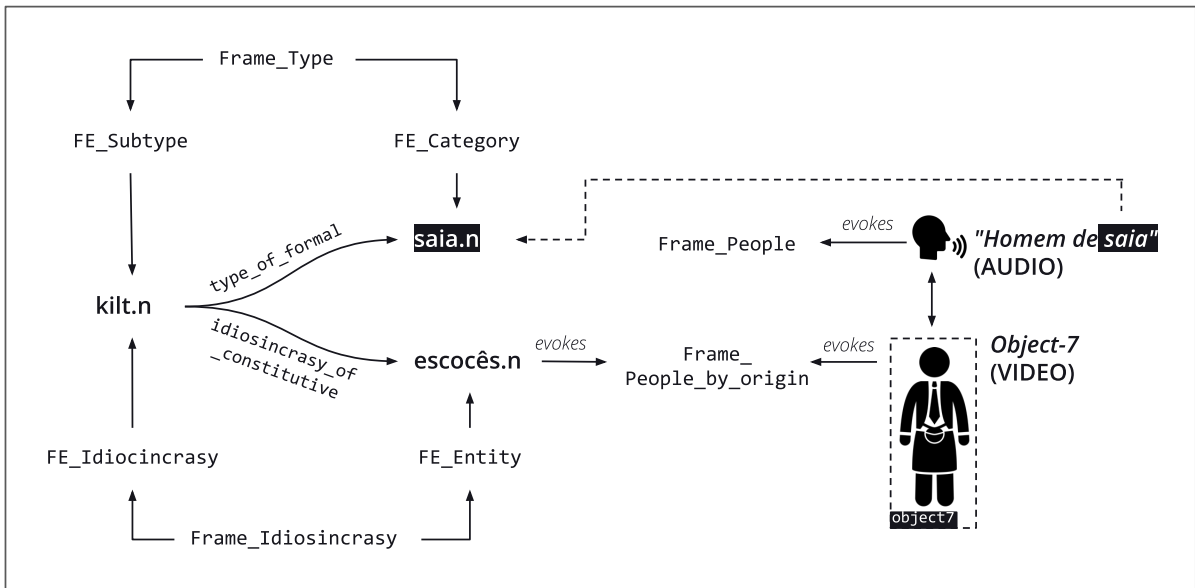 Frame_Type
FE_Subtype
FE_Category
type_of_formal
saia.n
Frame_People
evokes
"Homem de saia"
(AUDIO)
kilt.n
idiosincrasy_of
_constitutive
escocês.n
evokes
Frame_
People_by_origin
evokes
Object-7
(VIDEO)
FE_Idiocincrasy
FE_Entity
object7
Frame_Idiosincrasy